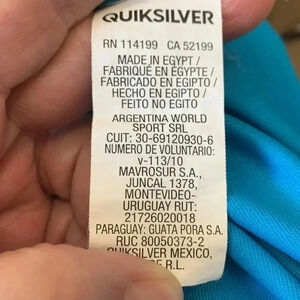 QUIKSILVER
RN 114199 CA 52199
MADE IN EGYPT /
FABRIQUÉ EN ÉGYPTE /
FABRICADO EN EGIPTO /
HECHO EN EGIPTO /
FEITO NO EGITO
ARGENTINA WORLD
SPORT SRL
CUIT: 30-69120930-6
NUMERO DE VOLUNTARIO:
v-113/10
MAVROSUR S.A.,
JUNCAL 1378,
MONTEVIDEO-
URUGUAY RUT:
21726020018
PARAGUAY: GUATA PORA S.A.
RUC 80050373-2
QUIKSILVER MEXICO,
DE R.L.